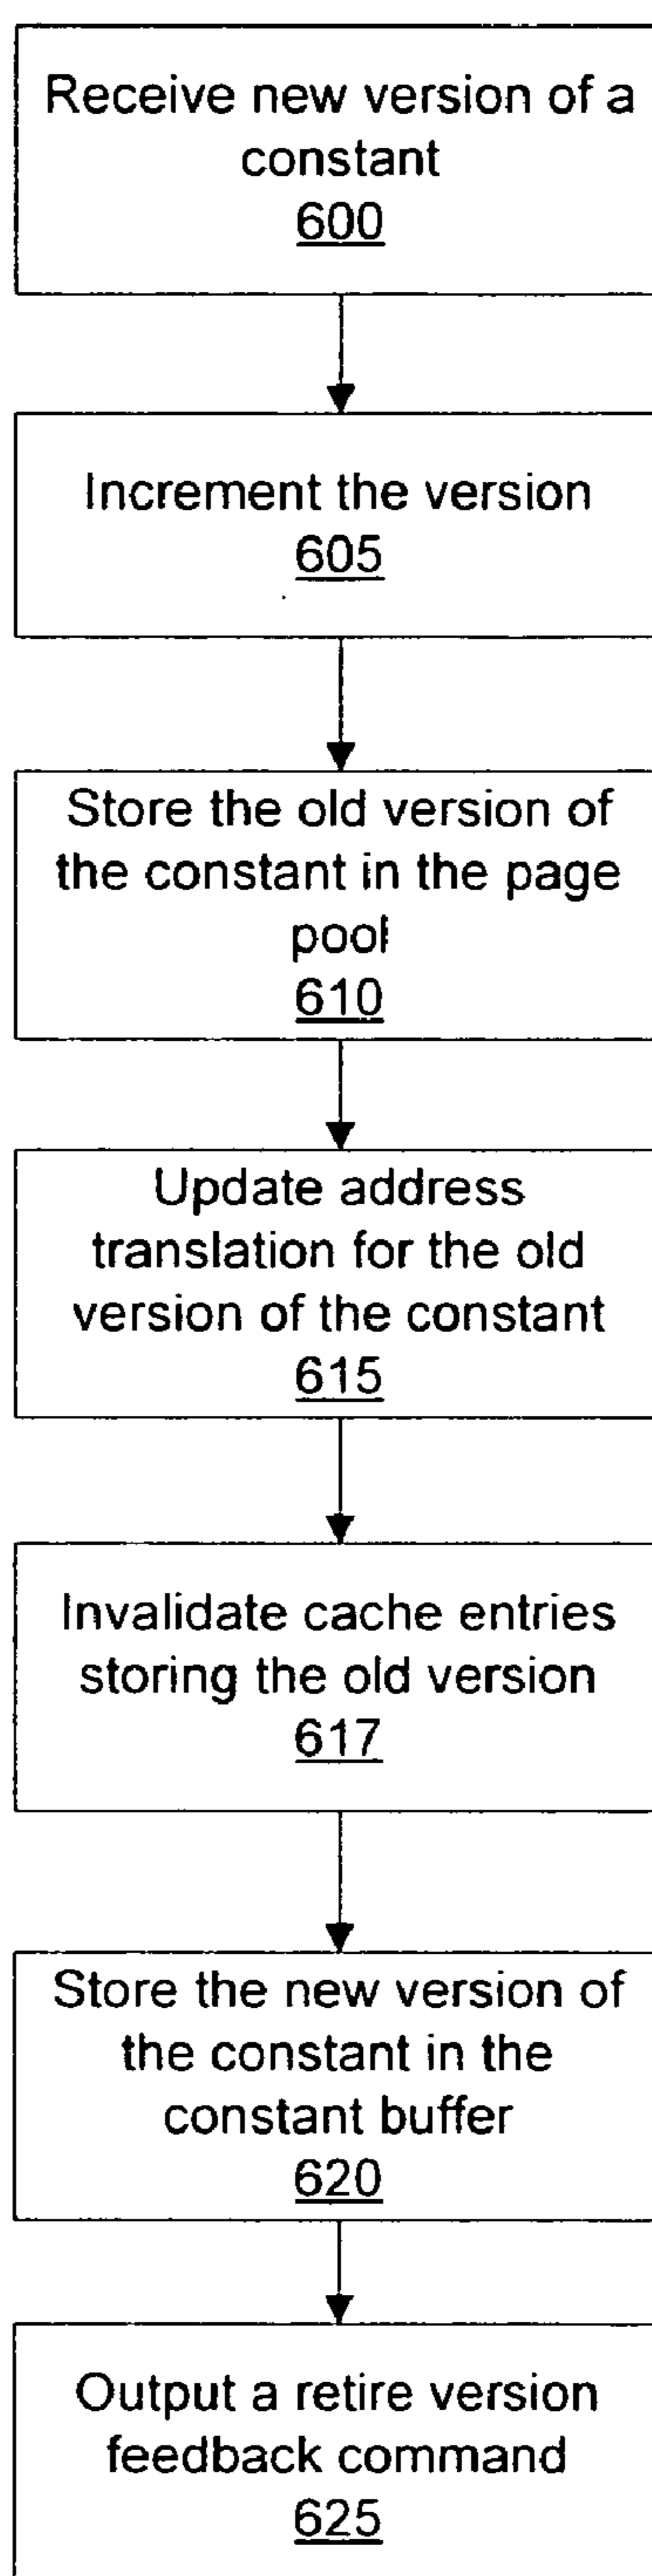 Receive new version of a
constant
600
Increment the version
605
Store the old version of
the constant in the page
pool
610
Update address
translation for the old
version of the constant
615
Invalidate cache entries
storing the old version
617
Store the new version of
the constant in the
constant buffer
620
Output a retire version
feedback command
625